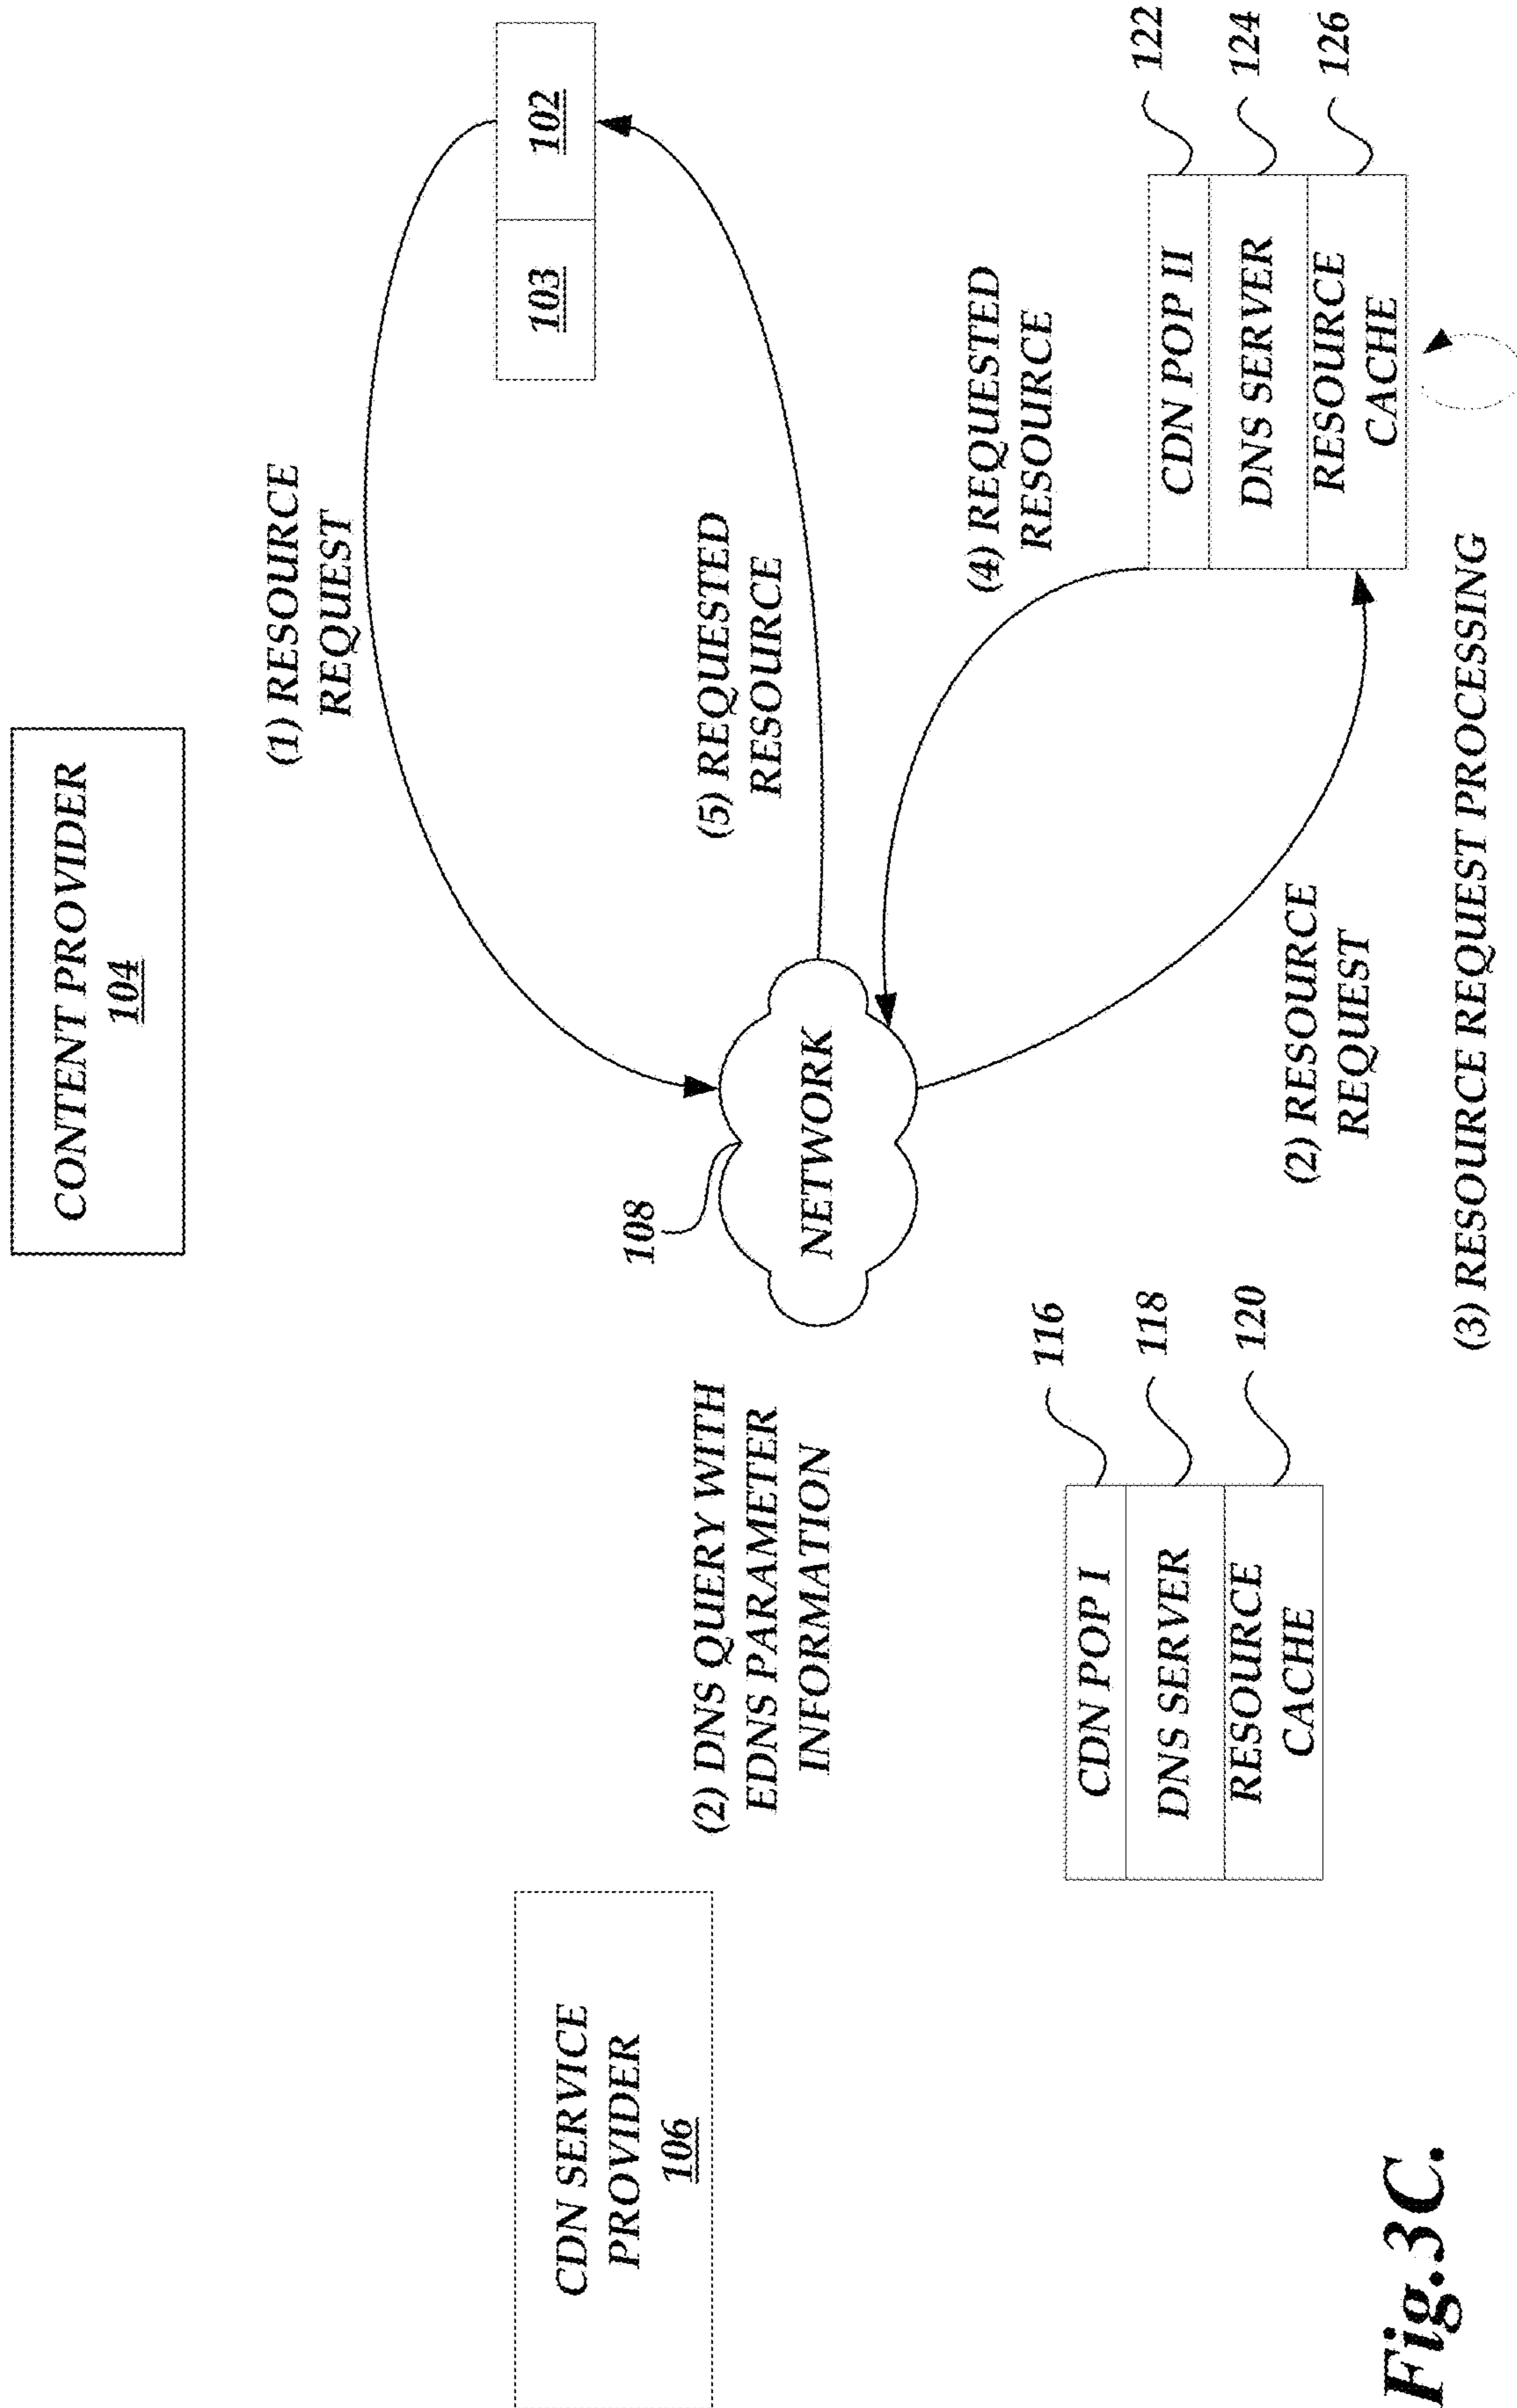 CONTENT PROVIDER
104
(1) RESOURCE
REQUEST
103
102
CDN SERVICE
PROVIDER
106
(2) DNS QUERY WITH
EDNS PARAMETER
INFORMATION
108
NETWORK
(5) REQUESTED
RESOURCE
(4) REQUESTED
RESOURCE
CDN POP I
116
DNS SERVER
118
RESOURCE
CACHE
120
(2) RESOURCE
REQUEST
CDN POP II
122
DNS SERVER
124
RESOURCE
CACHE
126
(3) RESOURCE REQUEST PROCESSING
Fig.3C.